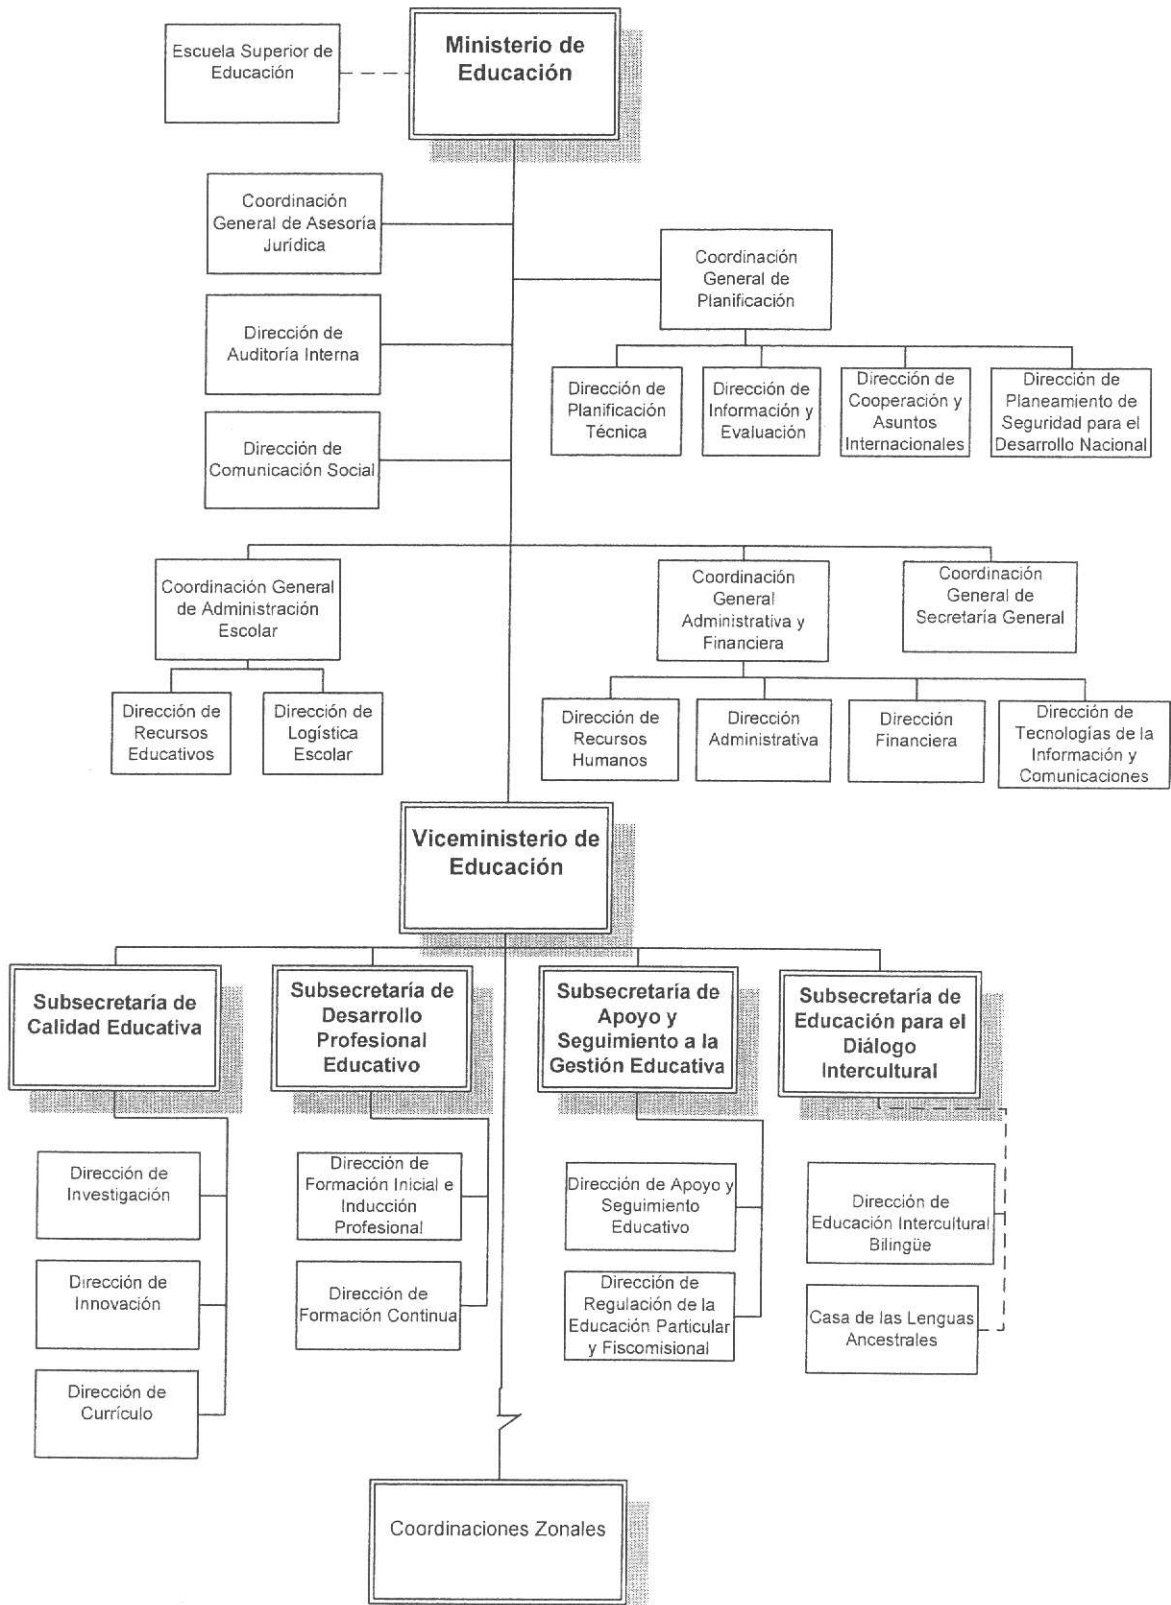 Ministerio de
Educación
Escuela Superior de
Educación
Coordinación
General de Asesoría
Jurídica
Coordinación
General de
Planificación
Dirección de
Auditoría Interna
Dirección de
Planificación
Técnica
Dirección de
Información y
Evaluación
Dirección de
Cooperación y
Asuntos
Internacionales
Dirección de
Planeamiento de
Seguridad para el
Desarrollo Nacional
Dirección de
Comunicación Social
Coordinación General
de Administración
Escolar
Coordinación
General
Administrativa y
Financiera
Coordinación
General de
Secretaría General
Dirección de
Recursos
Educativos
Dirección de
Logística
Escolar
Dirección de
Recursos
Humanos
Dirección
Administrativa
Dirección
Financiera
Dirección de
Tecnologías de la
Información y
Comunicaciones
Viceministerio de
Educación
Subsecretaría de
Calidad Educativa
Subsecretaría de
Desarrollo
Profesional
Educativo
Subsecretaría de
Apoyo y
Seguimiento a la
Gestión Educativa
Subsecretaría de
Educación para el
Diálogo
Intercultural
Dirección de
Investigación
Dirección de
Formación Inicial e
Inducción
Profesional
Dirección de Apoyo y
Seguimiento
Educativo
Dirección de
Educación Intercultural
Bilingüe
Dirección de
Innovación
Dirección de
Formación Continua
Dirección de
Regulación de la
Educación Particular
y Fiscomisional
Casa de las Lenguas
Ancestrales
Dirección de
Currículo
Coordinaciones Zonales